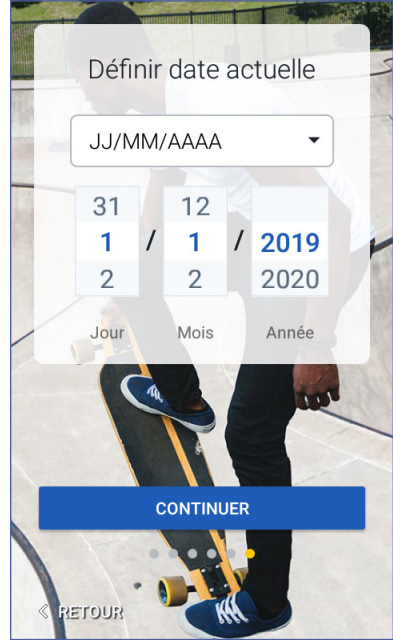 Définir date actuelle
JJ/MM/AAAA
31 12
1 / 1 / 2019
2 2 2020
Jour Mois Année
CONTINUER
RETOUR